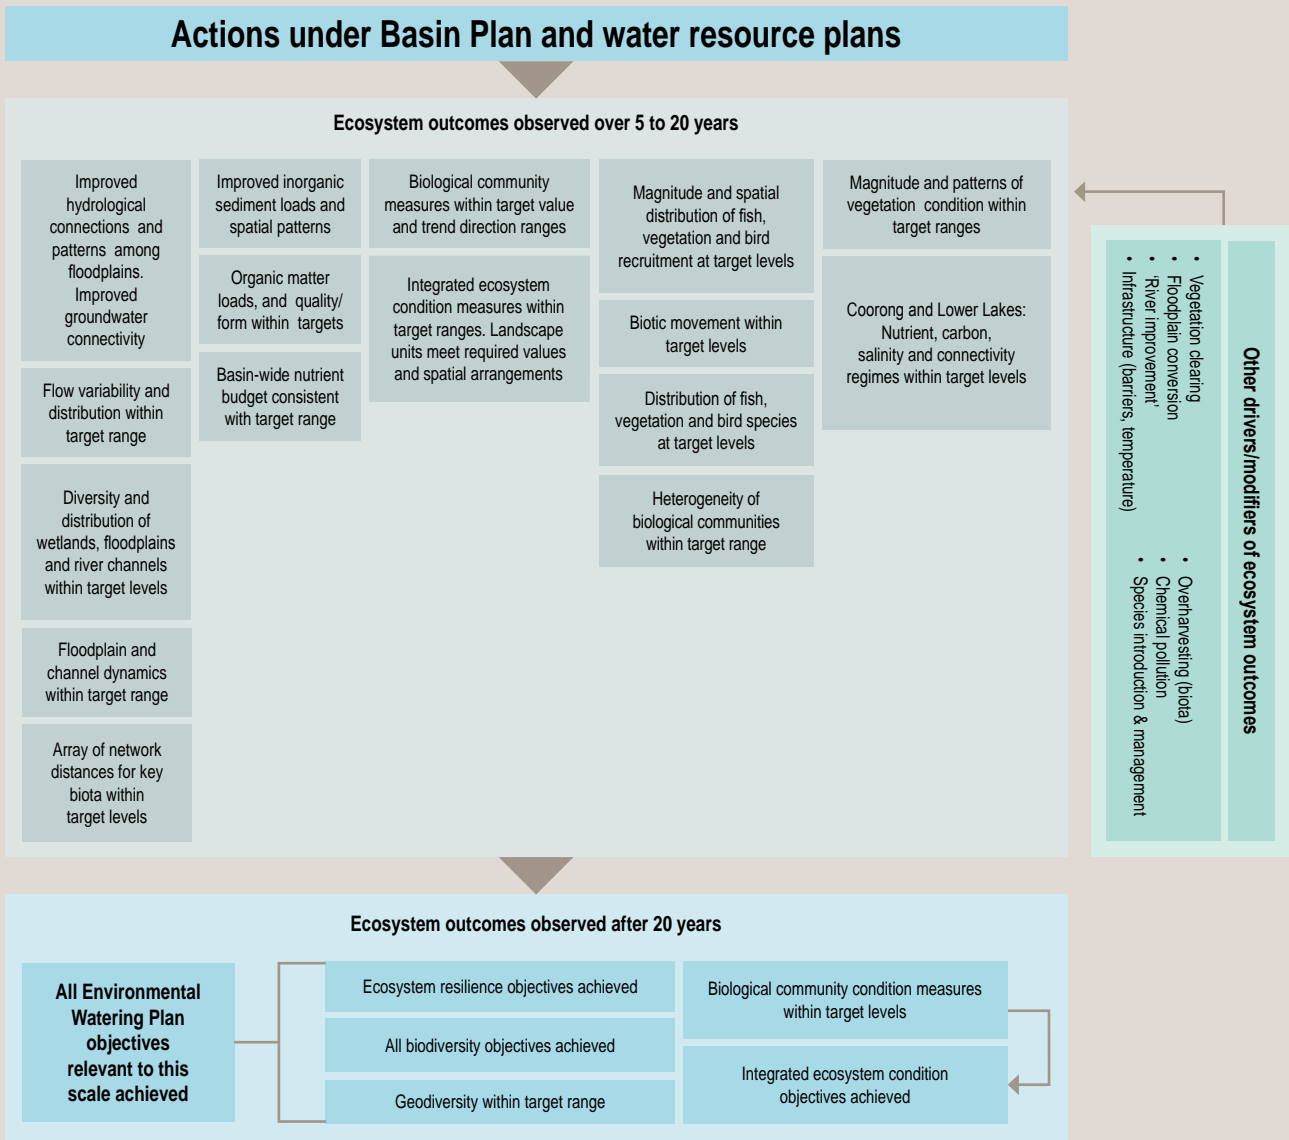 Actions under Basin Plan and water resource plans
Ecosystem outcomes observed over 5 to 20 years
Improved
hydrological
connections and
patterns among
floodplains.
Improved
groundwater
connectivity
Flow variability and
distribution within
target range
Diversity and
distribution of
wetlands, floodplains
and river channels
within target levels
Floodplain and
channel dynamics
within target range
Array of network
distances for key
biota within
target levels
Improved inorganic
sediment loads and
spatial patterns
Organic matter
loads, and quality/
form within targets
Basin-wide nutrient
budget consistent
with target range
Biological community
measures within target value
and trend direction ranges
Integrated ecosystem
condition measures within
target ranges. Landscape
units meet required values
and spatial arrangements
Magnitude and spatial
distribution of fish,
vegetation and bird
recruitment at target levels
Biotic movement within
target levels
Distribution of fish,
vegetation and bird species
at target levels
Heterogeneity of
biological communities
within target range
Magnitude and patterns of
vegetation condition within
target ranges
Coorong and Lower Lakes:
Nutrient, carbon,
salinity and connectivity
regimes within target levels
Other drivers/modifiers of ecosystem outcomes
• Vegetation clearing
• Floodplain conversion
• 'River improvement'
• Infrastructure (barriers, temperature)
• Overharvesting (biota)
• Chemical pollution
• Species introduction & management
Ecosystem outcomes observed after 20 years
All Environmental
Watering Plan
objectives
relevant to this
scale achieved
Ecosystem resilience objectives achieved
All biodiversity objectives achieved
Geodiversity within target range
Biological community condition measures
within target levels
Integrated ecosystem condition
objectives achieved